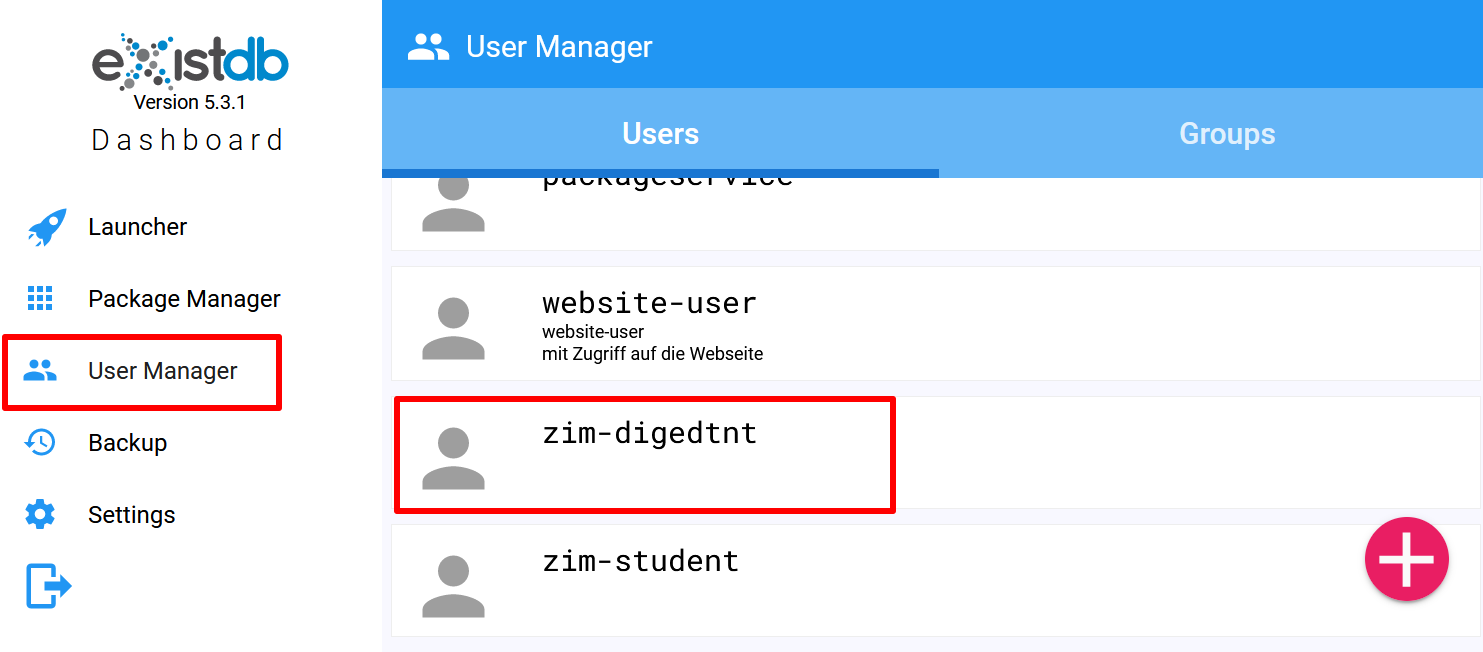 existdb
Version 5.3.1
Dashboard
Launcher
Package Manager
User Manager
Backup
Settings
User Manager
Users
Groups
packageservice
website-user
website-user
mit Zugriff auf die Webseite
zim-digedtnt
zim-student